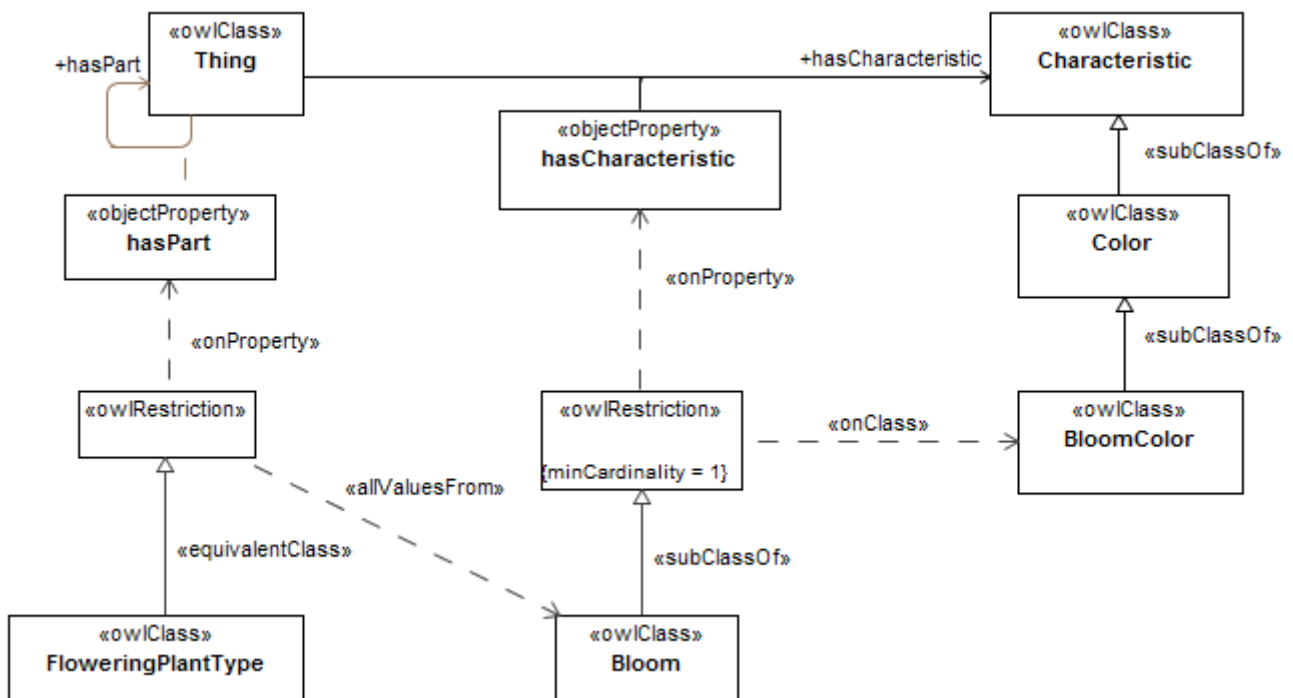 «owlClass»
Thing
+hasPart
+hasCharacteristic
«owlClass»
Characteristic
«objectProperty»
hasCharacteristic
«subClassOf»
«objectProperty»
hasPart
«owlClass»
Color
«onProperty»
«onProperty»
«subClassOf»
«owlRestriction»
«owlRestriction»
{minCardinality = 1}
«onClass»
«owlClass»
BloomColor
«allValuesFrom»
«equivalentClass»
«subClassOf»
«owlClass»
FloweringPlantType
«owlClass»
Bloom